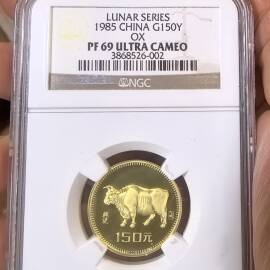 LUNAR SERIES
1985 CHINA G150Y
OX
PF 69 ULTRA CAMEO
3868526-002
NGC
150元